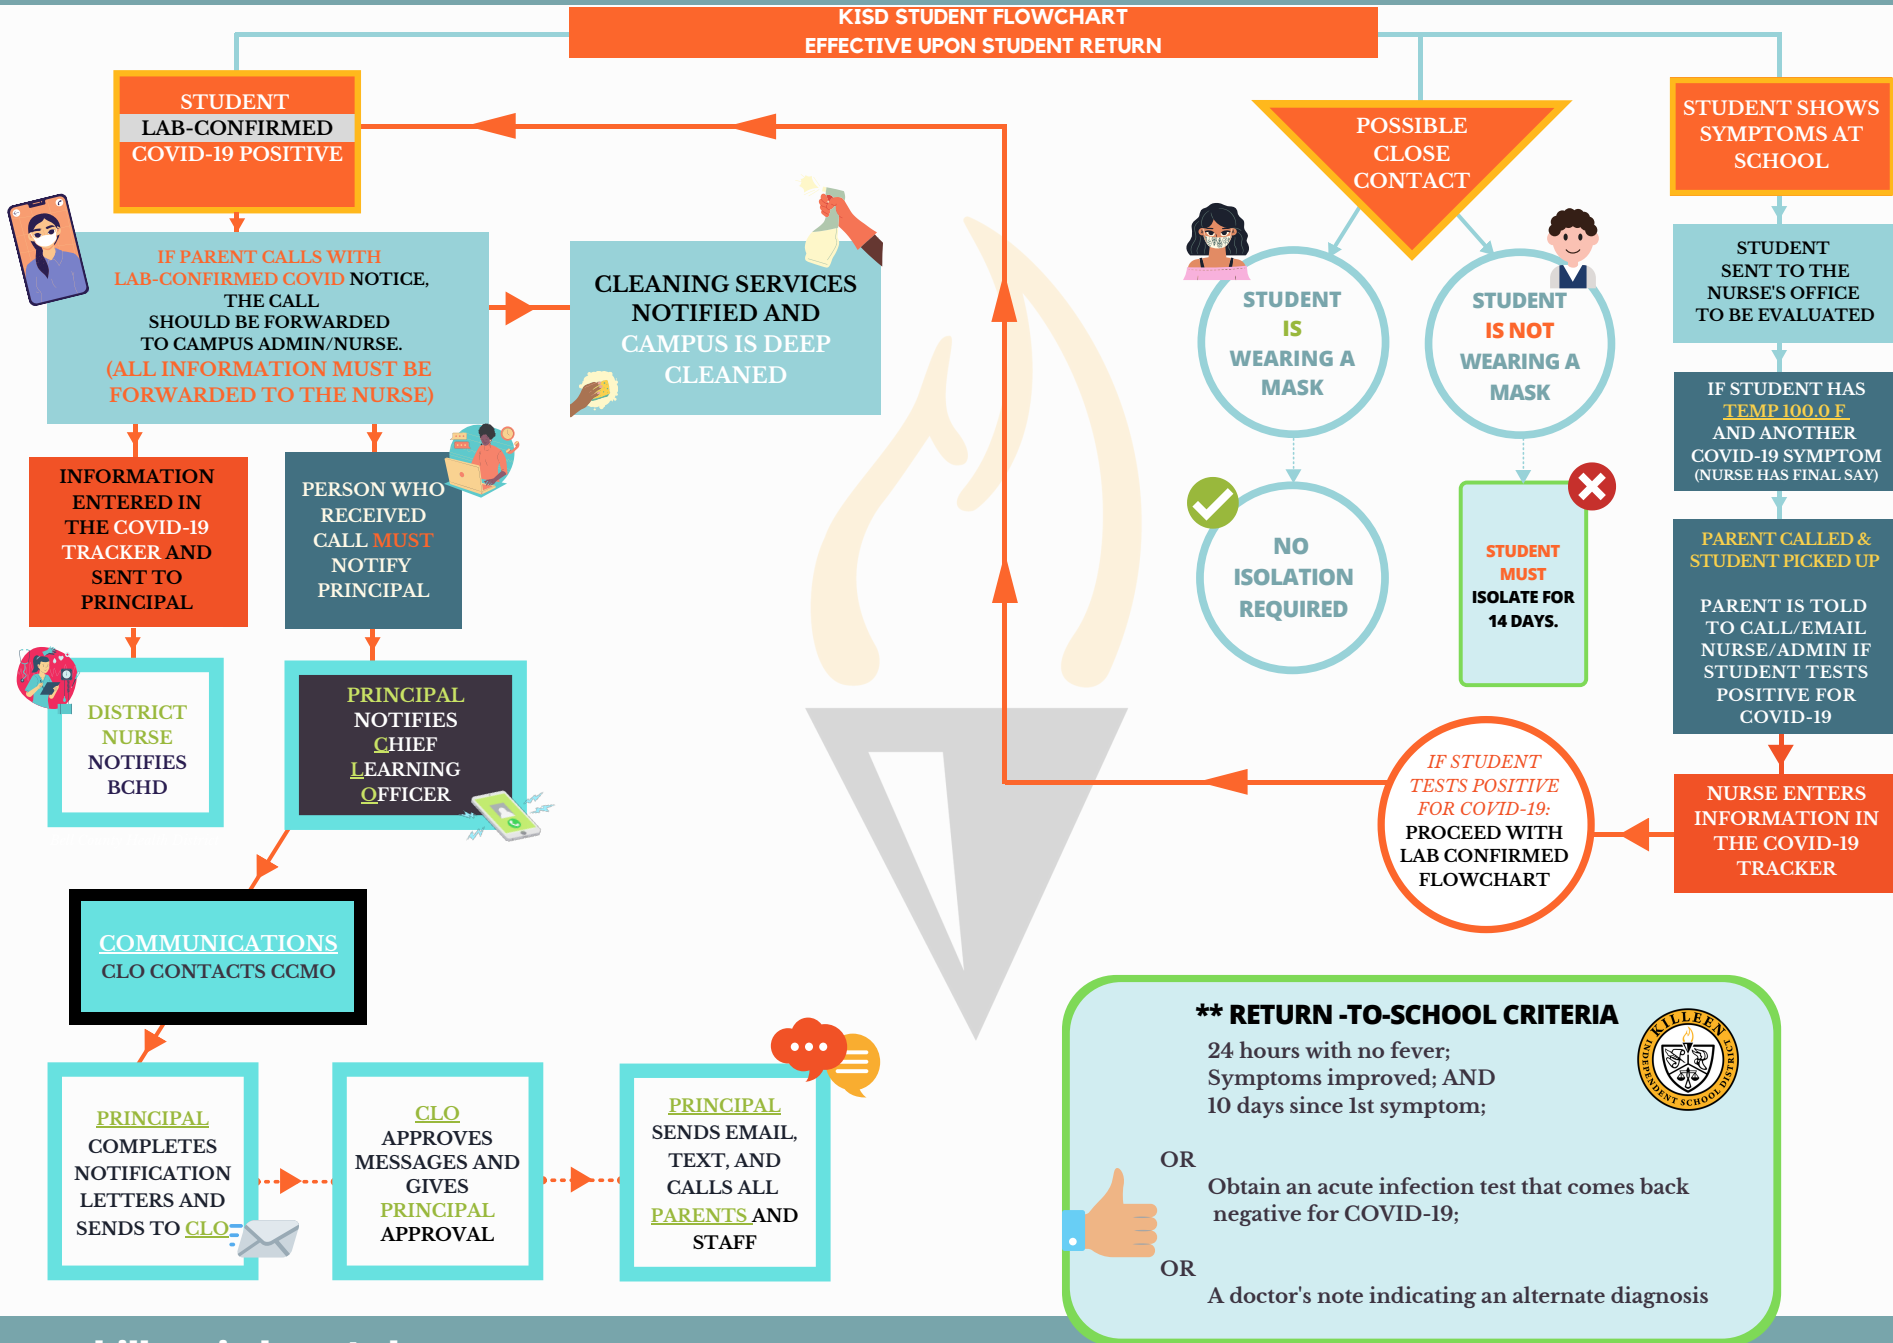 KISD STUDENT FLOWCHART
EFFECTIVE UPON STUDENT RETURN
STUDENT
LAB-CONFIRMED
COVID-19 POSITIVE
IF PARENT CALLS WITH
LAB-CONFIRMED COVID NOTICE,
THE CALL
SHOULD BE FORWARDED
TO CAMPUS ADMIN/NURSE.
(ALL INFORMATION MUST BE
FORWARDED TO THE NURSE)
CLEANING SERVICES
NOTIFIED AND
CAMPUS IS DEEP
CLEANED
INFORMATION
ENTERED IN
THE COVID-19
TRACKER AND
SENT TO
PRINCIPAL
PERSON WHO
RECEIVED
CALL MUST
NOTIFY
PRINCIPAL
DISTRICT
NURSE
NOTIFIES
BCHD
PRINCIPAL
NOTIFIES
CHIEF
LEARNING
OFFICER
COMMUNICATIONS
CLO CONTACTS CCMO
PRINCIPAL
COMPLETES
NOTIFICATION
LETTERS AND
SENDS TO CLO
CLO
APPROVES
MESSAGES AND
GIVES
PRINCIPAL
APPROVAL
PRINCIPAL
SENDS EMAIL,
TEXT, AND
CALLS ALL
PARENTS AND
STAFF
POSSIBLE
CLOSE
CONTACT
STUDENT
IS
WEARING A
MASK
STUDENT
IS NOT
WEARING A
MASK
NO
ISOLATION
REQUIRED
STUDENT
MUST
ISOLATE FOR
14 DAYS.
STUDENT SHOWS
SYMPTOMS AT
SCHOOL
STUDENT
SENT TO THE
NURSE'S OFFICE
TO BE EVALUATED
IF STUDENT HAS
TEMP 100.0 F
AND ANOTHER
COVID-19 SYMPTOM
(NURSE HAS FINAL SAY)
PARENT CALLED &
STUDENT PICKED UP
PARENT IS TOLD
TO CALL/EMAIL
NURSE/ADMIN IF
STUDENT TESTS
POSITIVE FOR
COVID-19
NURSE ENTERS
INFORMATION IN
THE COVID-19
TRACKER
IF STUDENT
TESTS POSITIVE
FOR COVID-19:
PROCEED WITH
LAB CONFIRMED
FLOWCHART
** RETURN -TO-SCHOOL CRITERIA
24 hours with no fever;
Symptoms improved; AND
10 days since 1st symptom;
OR
Obtain an acute infection test that comes back
negative for COVID-19;
OR
A doctor's note indicating an alternate diagnosis
KILLEEN
INDEPENDENT SCHOOL DISTRICT